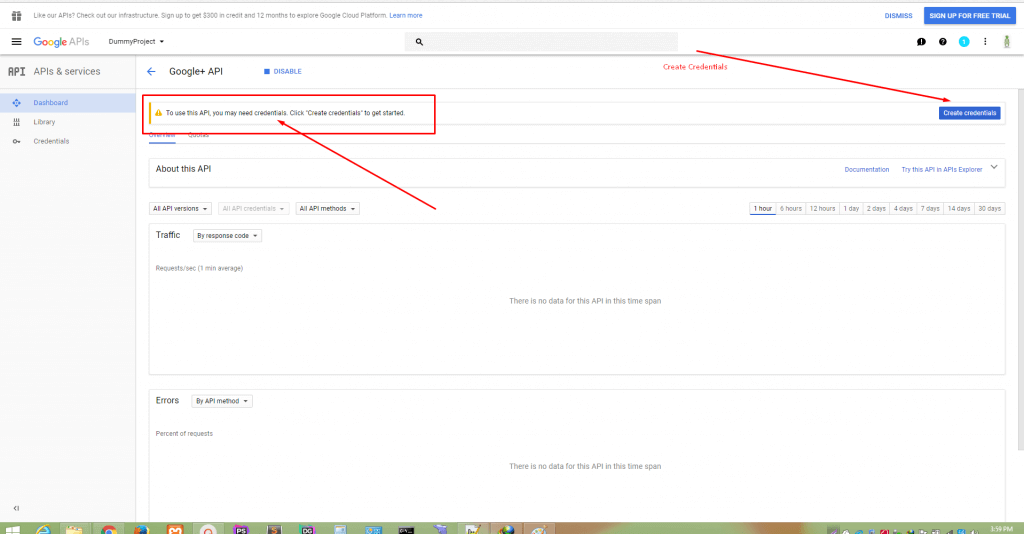 Like our APIs? Check out our infrastructure. Sign up to get $300 in credit and 12 months to explore Google Cloud Platform. Learn more
DISMISS
SIGN UP FOR FREE TRIAL
Google APIs
DummyProject
1
API APIs & services
Google+ API
DISABLE
Create Credentials
Dashboard
Library
Credentials
To use this API, you may need credentials. Click "Create credentials" to get started.
Create credentials
Overview
Quotas
About this API
Documentation
Try this API in APIs Explorer
All API versions
All API credentials
All API methods
1 hour
6 hours
12 hours
1 day
2 days
4 days
7 days
14 days
30 days
Traffic
By response code
Requests/sec (1 min average)
There is no data for this API in this time span
Errors
By API method
Percent of requests
There is no data for this API in this time span
PS
DG
3:59 PM